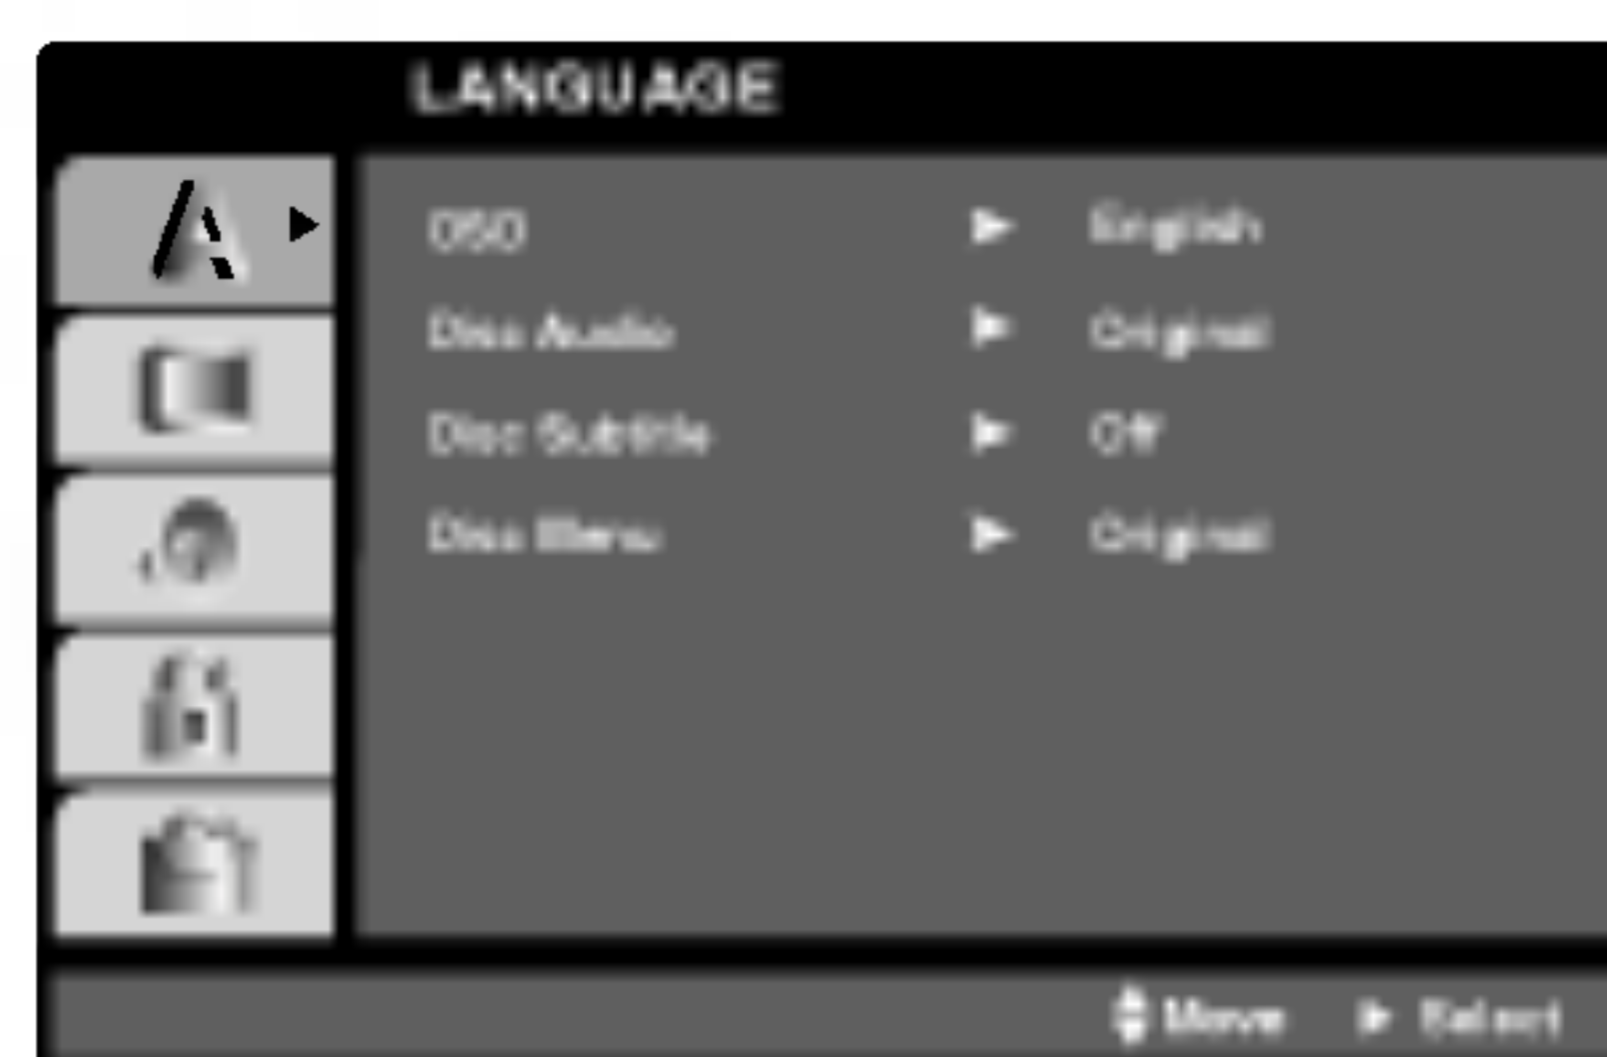 LANGUAGE
OSD ► English
Disc Audio ► Original
Disc Subtitle ► Off
Disc Menu ► Original
Move ► Select